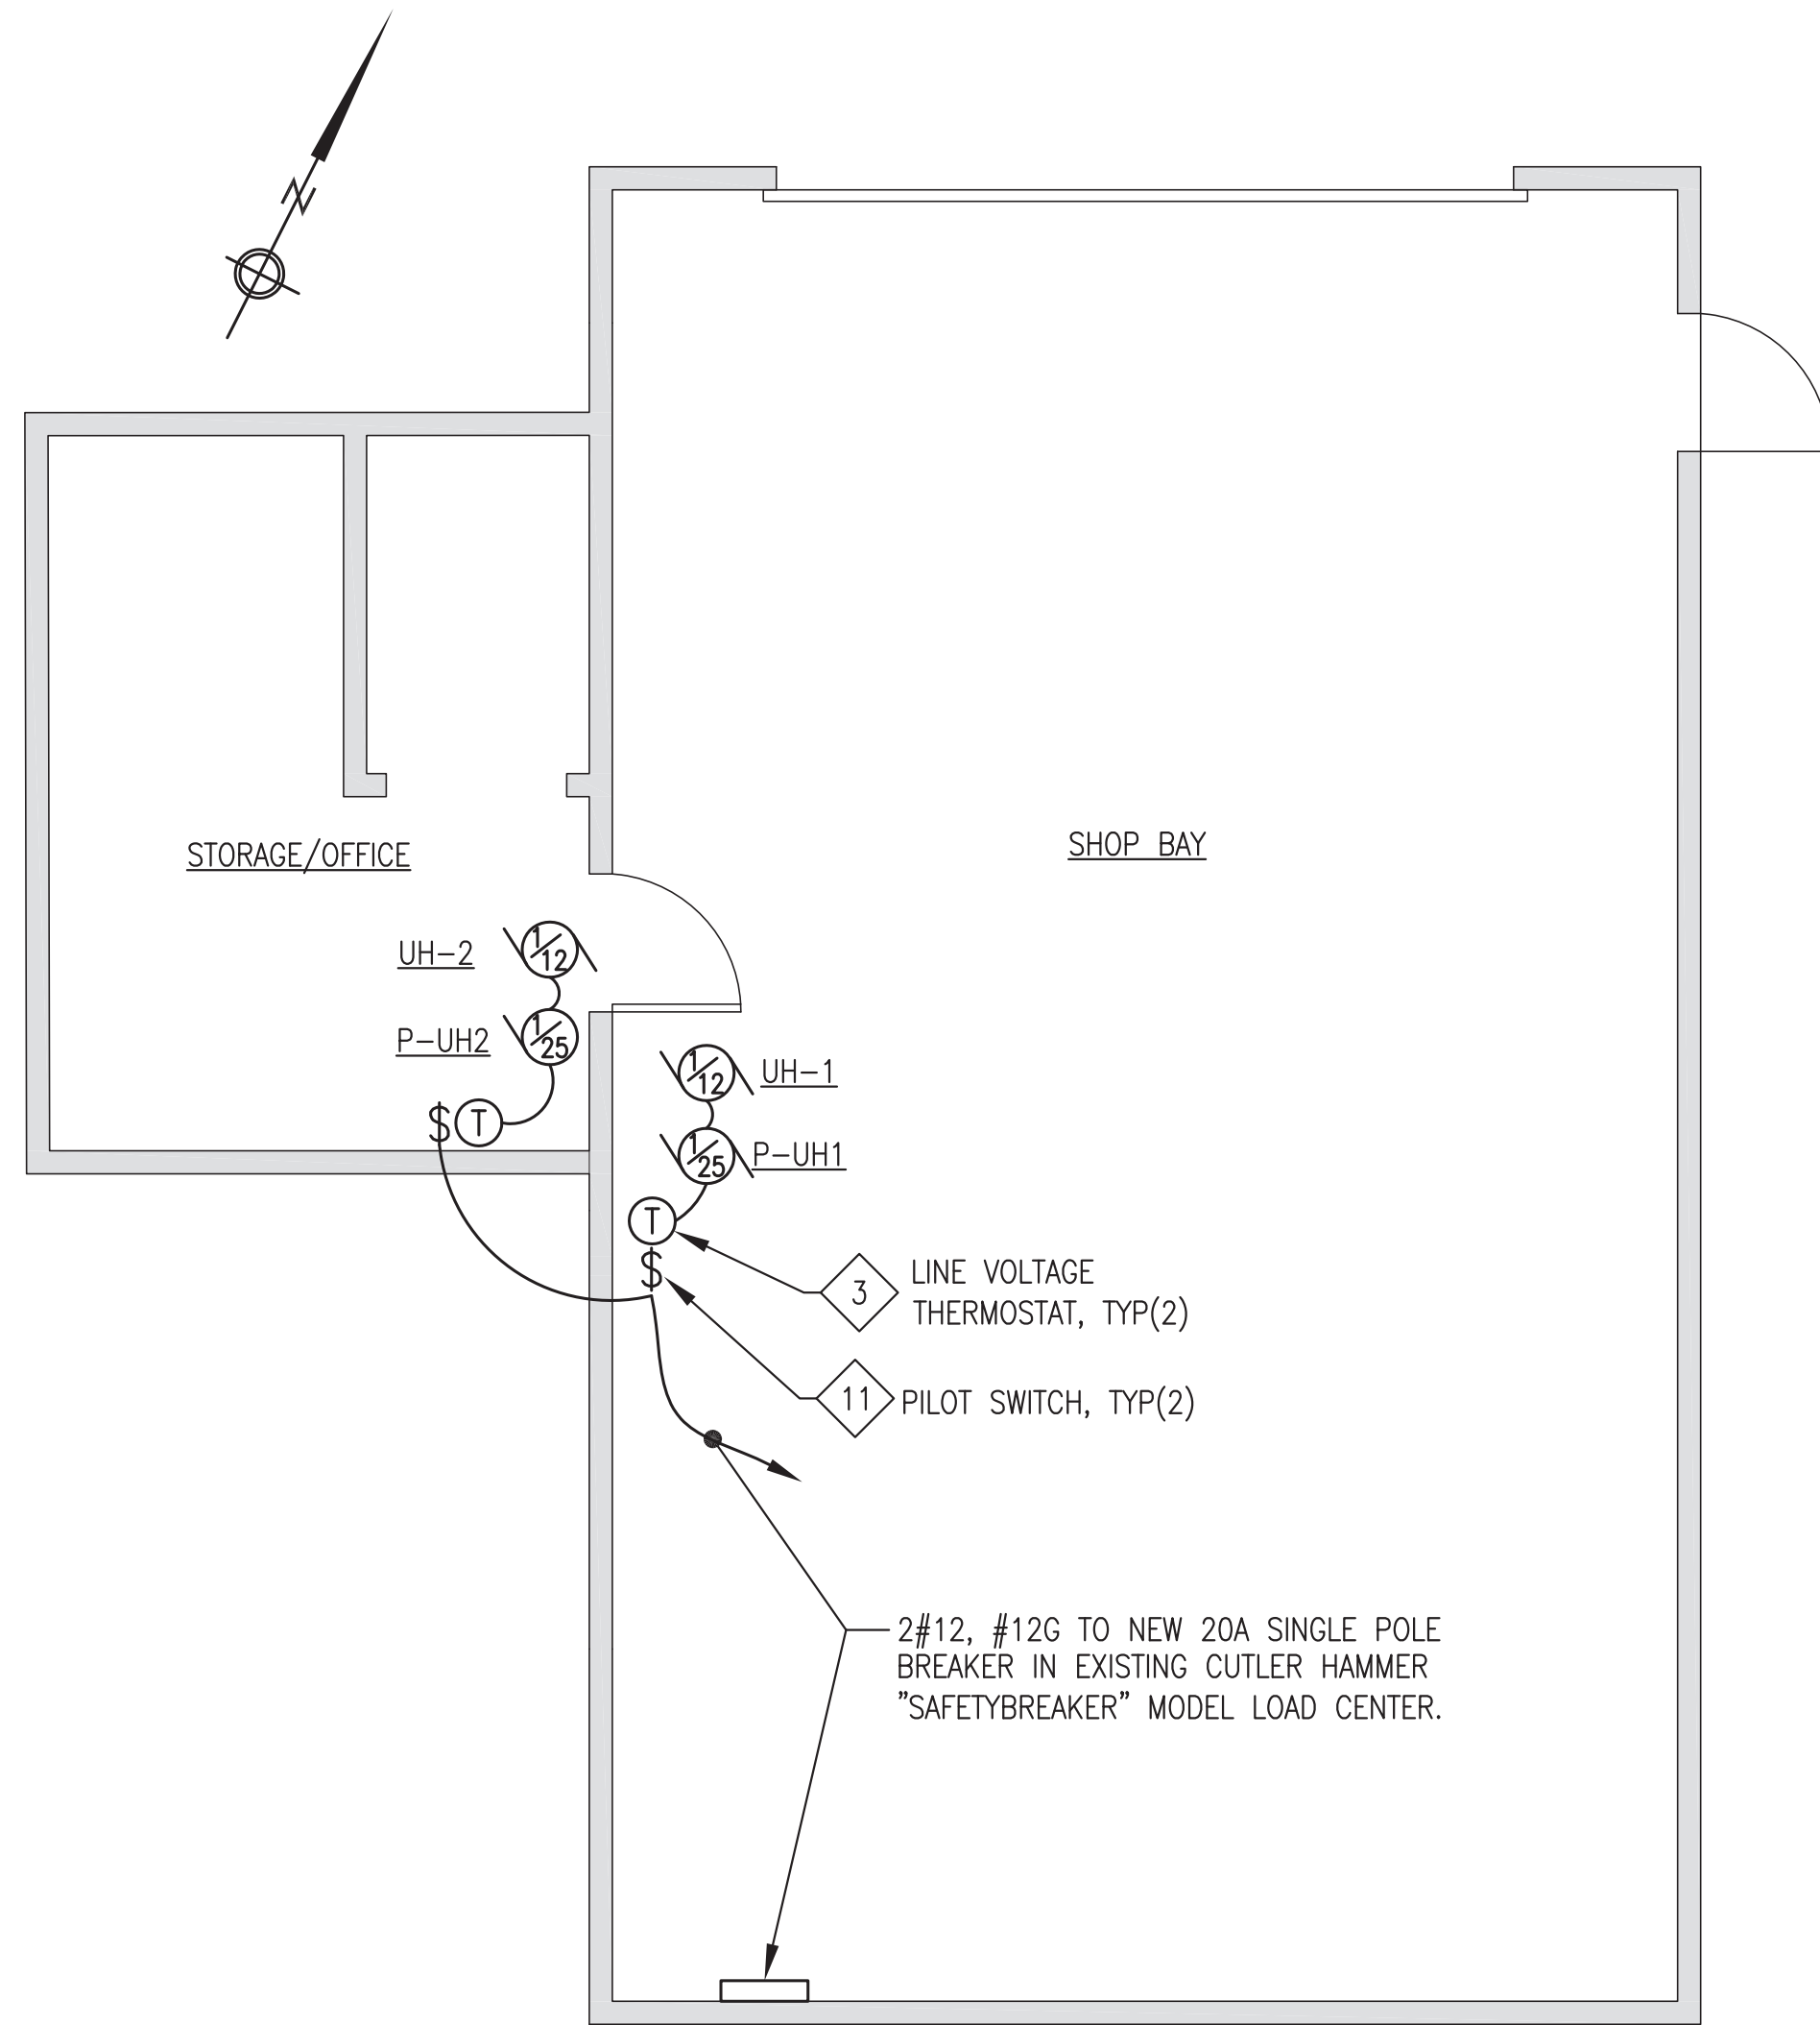 N
STORAGE/OFFICE
SHOP BAY
UH-2
1/12
P-UH2
1/25
$ T
1/12
UH-1
1/25
P-UH1
T
$
3
LINE VOLTAGE
THERMOSTAT, TYP(2)
11
PILOT SWITCH, TYP(2)
2#12, #12G TO NEW 20A SINGLE POLE
BREAKER IN EXISTING CUTLER HAMMER
"SAFETYBREAKER" MODEL LOAD CENTER.